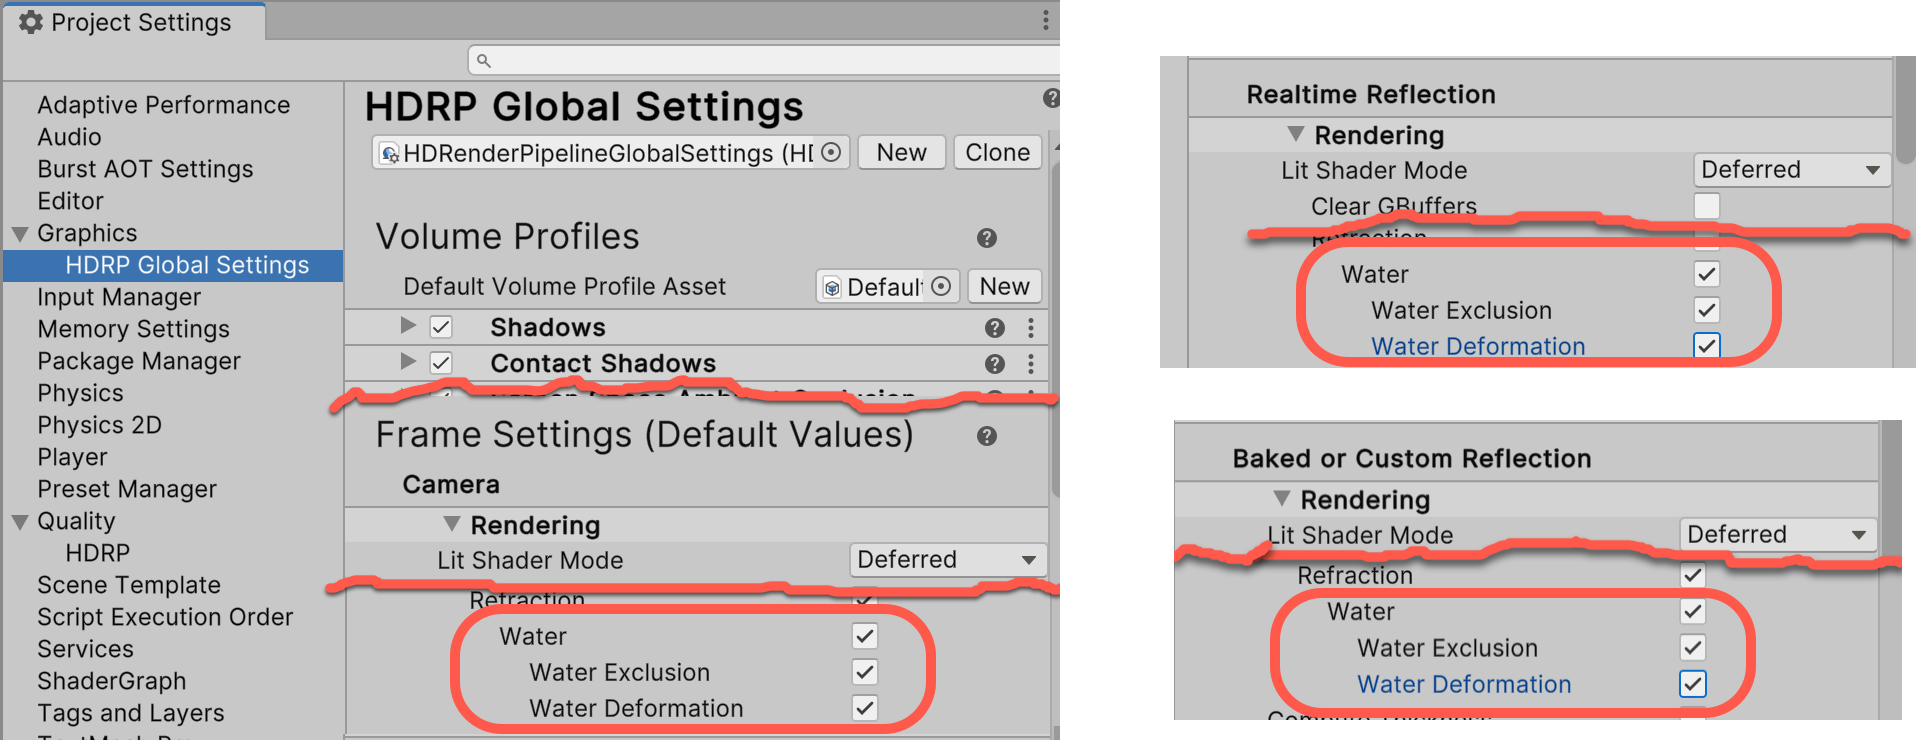 Project Settings
Adaptive Performance
Audio
Burst AOT Settings
Editor
Graphics
HDRP Global Settings
Input Manager
Memory Settings
Package Manager
Physics
Physics 2D
Player
Preset Manager
Quality
HDRP
Scene Template
Script Execution Order
Services
ShaderGraph
Tags and Layers
HDRP Global Settings
HDRenderPipelineGlobalSettings (HD New Clone
Volume Profiles
Default Volume Profile Asset Defaul New
Shadows
Contact Shadows
Frame Settings (Default Values)
Camera
Rendering
Lit Shader Mode Deferred
Refraction
Water
Water Exclusion
Water Deformation
Realtime Reflection
Rendering
Lit Shader Mode Deferred
Clear GBuffers
Refraction
Water
Water Exclusion
Water Deformation
Baked or Custom Reflection
Rendering
Lit Shader Mode Deferred
Refraction
Water
Water Exclusion
Water Deformation